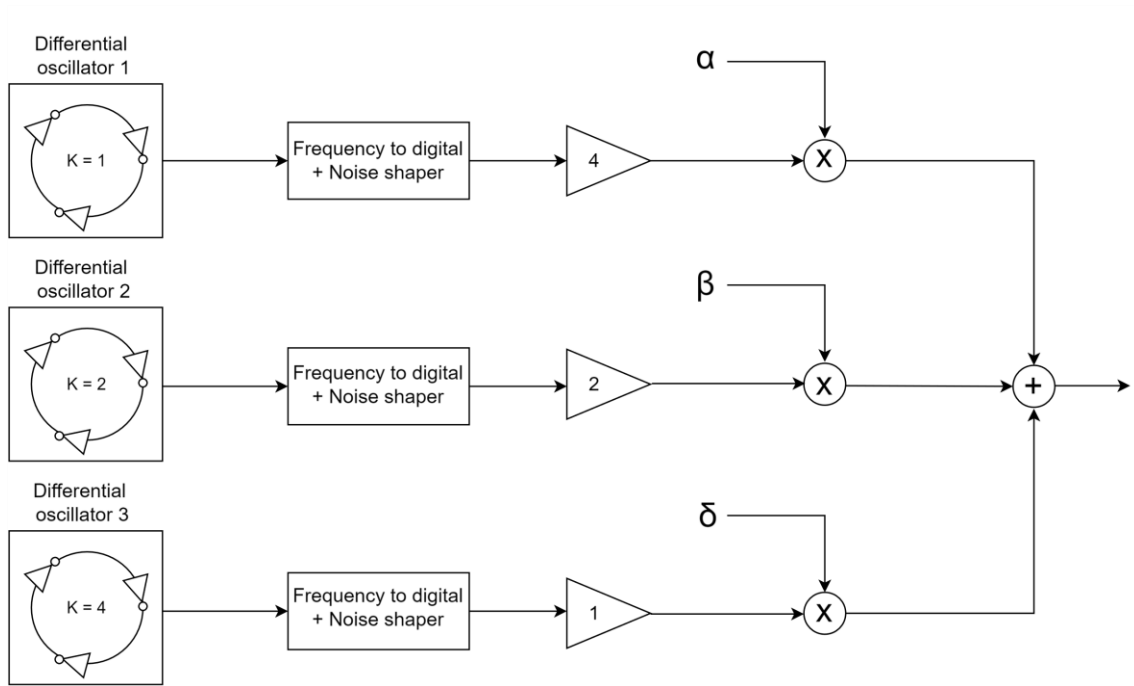 Differential
oscillator 1
K = 1
Frequency to digital
+ Noise shaper
4
α
X
Differential
oscillator 2
K = 2
Frequency to digital
+ Noise shaper
2
β
X
+
Differential
oscillator 3
K = 4
Frequency to digital
+ Noise shaper
1
δ
X